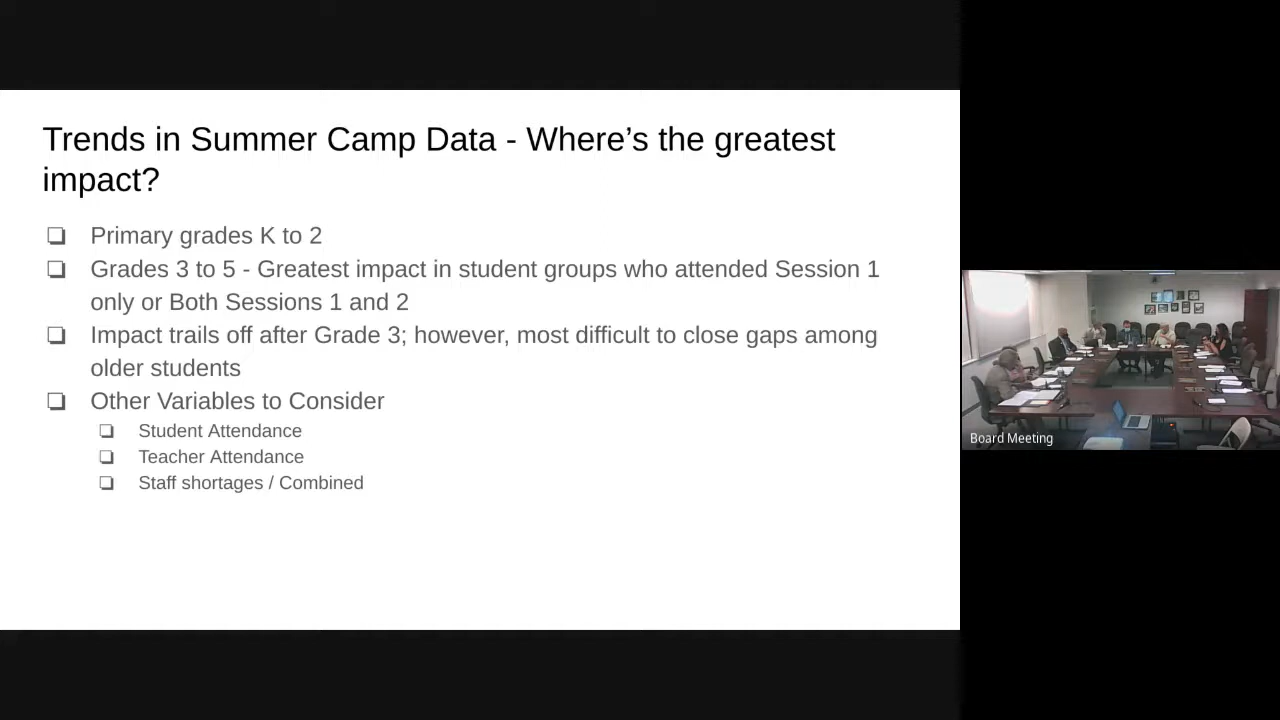 Trends in Summer Camp Data - Where’s the greatest
impact?
❏ Primary grades K to 2
❏ Grades 3 to 5 - Greatest impact in student groups who attended Session 1
only or Both Sessions 1 and 2
❏ Impact trails off after Grade 3; however, most difficult to close gaps among
older students
❏ Other Variables to Consider
❏ Student Attendance
❏ Teacher Attendance
❏ Staff shortages / Combined
Board Meeting